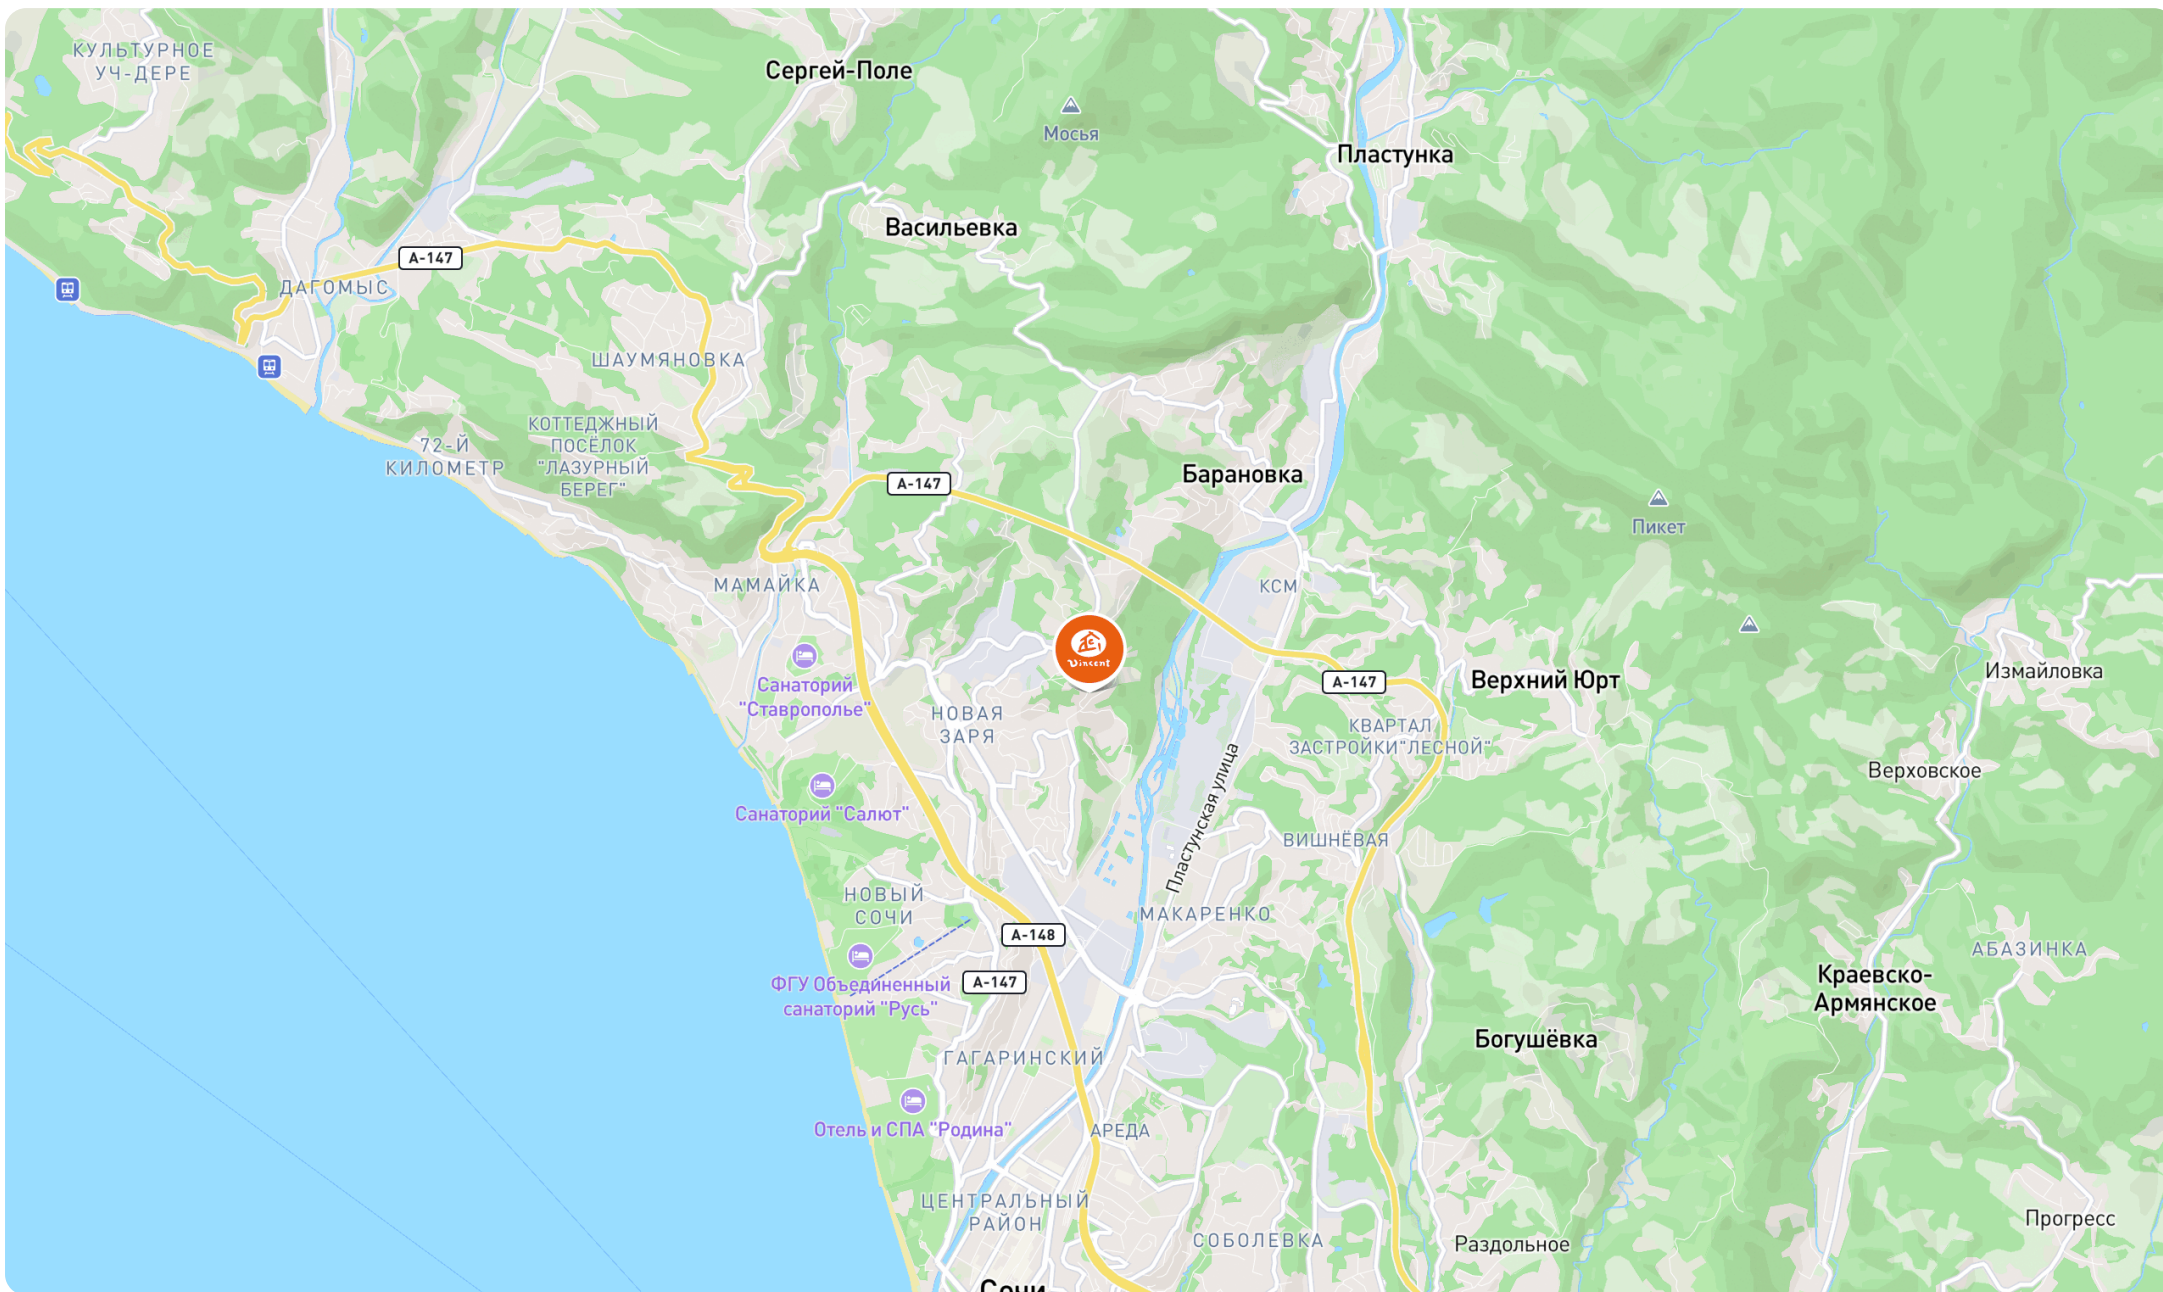 КУЛЬТУРНОЕ
УЧ-ДЕРЕ
Сергей-Поле
Мосья
Пластунка
Васильевка
А-147
ДАГОМЫС
ШАУМЯНОВКА
72-Й
КИЛОМЕТР
КОТТЕДЖНЫЙ
ПОСЁЛОК
"ЛАЗУРНЫЙ
БЕРЕГ"
А-147
Барановка
Пикет
МАМАЙКА
КСМ
Vincent
Санаторий
"Ставрополье"
НОВАЯ
ЗАРЯ
А-147
Верхний Юрт
Измайловка
КВАРТАЛ
ЗАСТРОЙКИ"ЛЕСНОЙ"
Верховское
Санаторий "Салют"
Пластунская улица
ВИШНЁВАЯ
НОВЫЙ
СОЧИ
МАКАРЕНКО
А-148
АБАЗИНКА
ФГУ Объединенный
санаторий "Русь"
А-147
Краевско-
Армянское
Богушёвка
ГАГАРИНСКИЙ
Отель и СПА "Родина"
АРЕДА
ЦЕНТРАЛЬНЫЙ
РАЙОН
СОБОЛЕВКА
Раздольное
Прогресс
Сочи